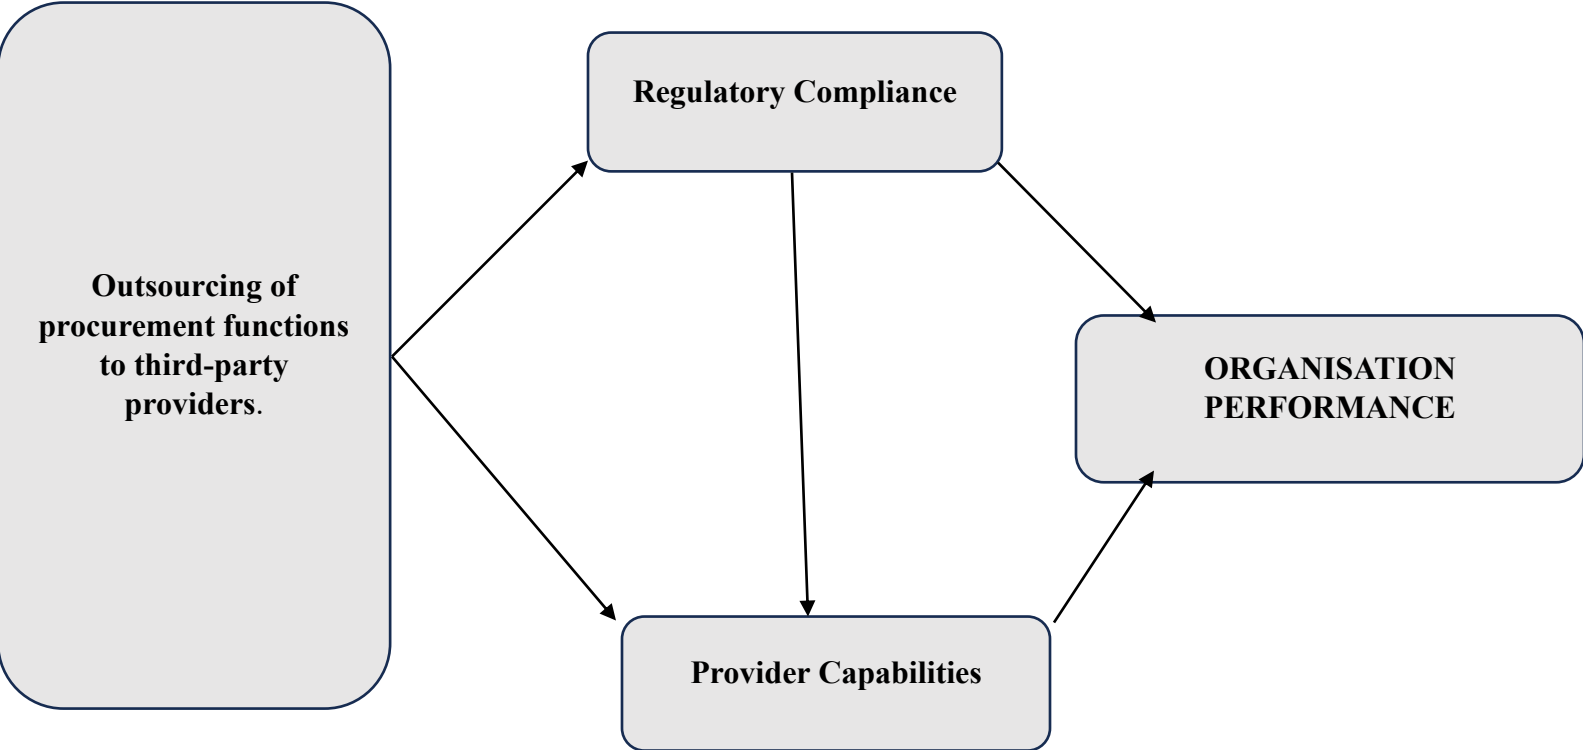 Regulatory Compliance
Outsourcing of
procurement functions
to third-party
providers.
ORGANISATION
PERFORMANCE
Provider Capabilities